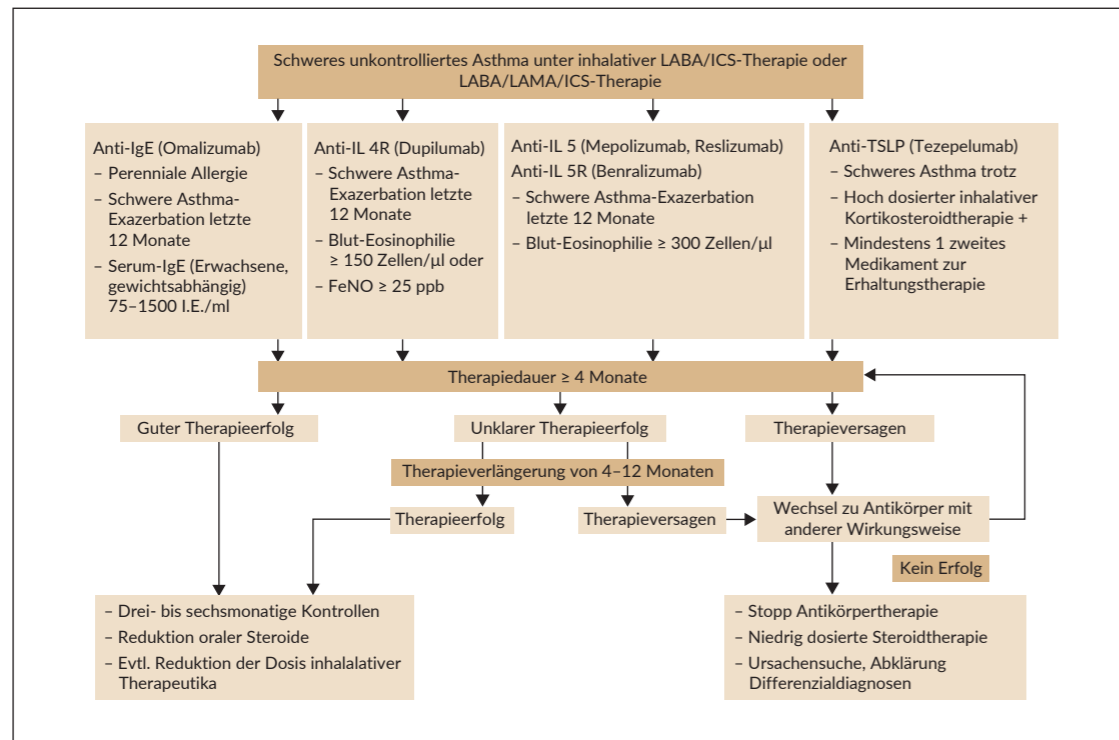 Schweres unkontrolliertes Asthma unter inhalativer LABA/ICS-Therapie oder
LABA/LAMA/ICS-Therapie
Anti-IgE (Omalizumab)
– Perenniale Allergie
– Schwere Asthma-
Exazerbation letzte
12 Monate
– Serum-IgE (Erwachsene,
gewichtsabhängig)
75–1500 I.E./ml
Anti-IL 4R (Dupilumab)
– Schwere Asthma-
Exazerbation letzte
12 Monate
– Blut-Eosinophilie
≥ 150 Zellen/µl oder
– FeNO ≥ 25 ppb
Anti-IL 5 (Mepolizumab, Reslizumab)
Anti-IL 5R (Benralizumab)
– Schwere Asthma-Exazerbation
letzte 12 Monate
– Blut-Eosinophilie ≥ 300 Zellen/µl
Anti-TSLP (Tezepelumab)
– Schweres Asthma trotz
– Hoch dosierter inhalativer
Kortikosteroidtherapie +
– Mindestens 1 zweites
Medikament zur
Erhaltungstherapie
Therapiedauer ≥ 4 Monate
Guter Therapieerfolg
Unklarer Therapieerfolg
Therapieversagen
Therapieverlängerung von 4–12 Monaten
Therapieerfolg
Therapieversagen
Wechsel zu Antikörper mit
anderer Wirkungsweise
Kein Erfolg
– Drei- bis sechsmonatige Kontrollen
– Reduktion oraler Steroide
– Evtl. Reduktion der Dosis inhalalativer
Therapeutika
– Stopp Antikörpertherapie
– Niedrig dosierte Steroidtherapie
– Ursachensuche, Abklärung
Differenzialdiagnosen